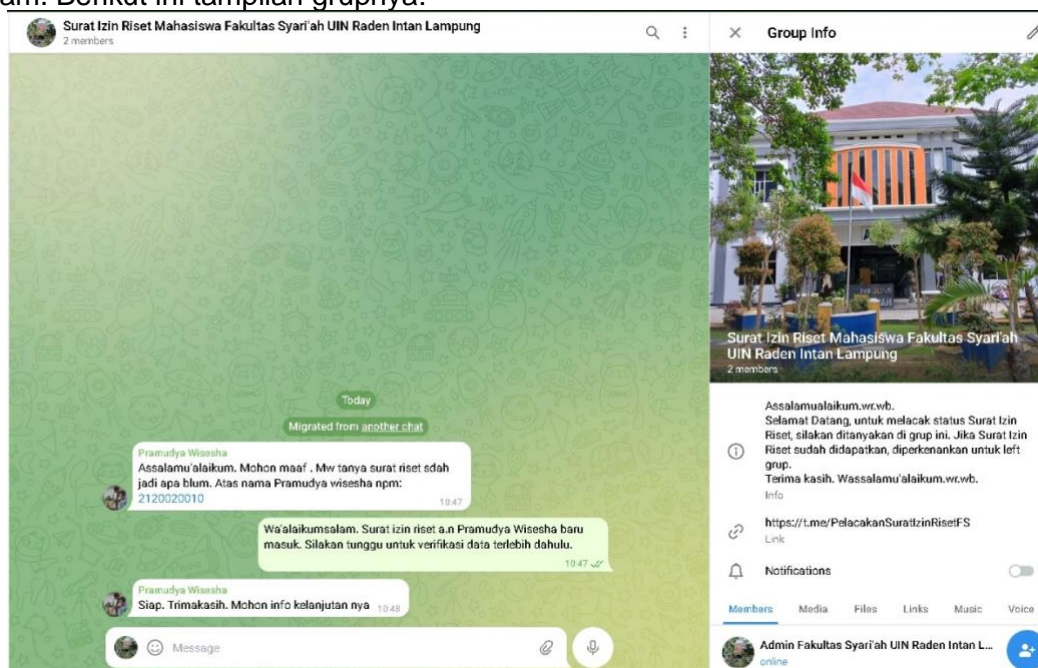 am. Berikut ini tampilan grupnya:
Surat Izin Riset Mahasiswa Fakultas Syari'ah UIN Raden Intan Lampung
2 members
Today
Migrated from another chat
Pramudya Wisesha
Assalamu'alaikum. Mohon maaf . Mw tanya surat riset sdah
jadi apa blum. Atas nama Pramudya wisesha npm:
2120020010
10:47
Wa'alaikumsalam. Surat izin riset a.n Pramudya Wisesha baru
masuk. Silakan tunggu untuk verifikasi data terlebih dahulu.
10:47
Pramudya Wisesha
Siap. Trimakasih. Mohon info kelanjutan nya 10:48
Message
Group Info
Surat Izin Riset Mahasiswa Fakultas Syari'ah
UIN Raden Intan Lampung
2 members
Assalamualaikum.wr.wb.
Selamat Datang, untuk melacak status Surat Izin
Riset, silakan ditanyakan di grup ini. Jika Surat Izin
Riset sudah didapatkan, diperkenankan untuk left
grup.
Terima kasih. Wassalamu'alaikum.wr.wb.
Info
https://t.me/PelacakanSuratIzinRisetFS
Link
Notifications
Members Media Files Links Music Voice
Admin Fakultas Syari'ah UIN Raden Intan L...
online